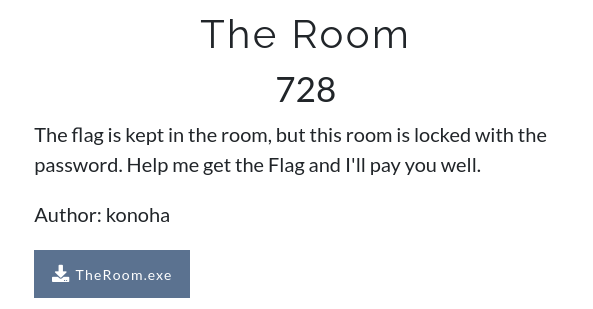 The Room
728
The flag is kept in the room, but this room is locked with the
password. Help me get the Flag and I'll pay you well.
Author: konoha
TheRoom.exe